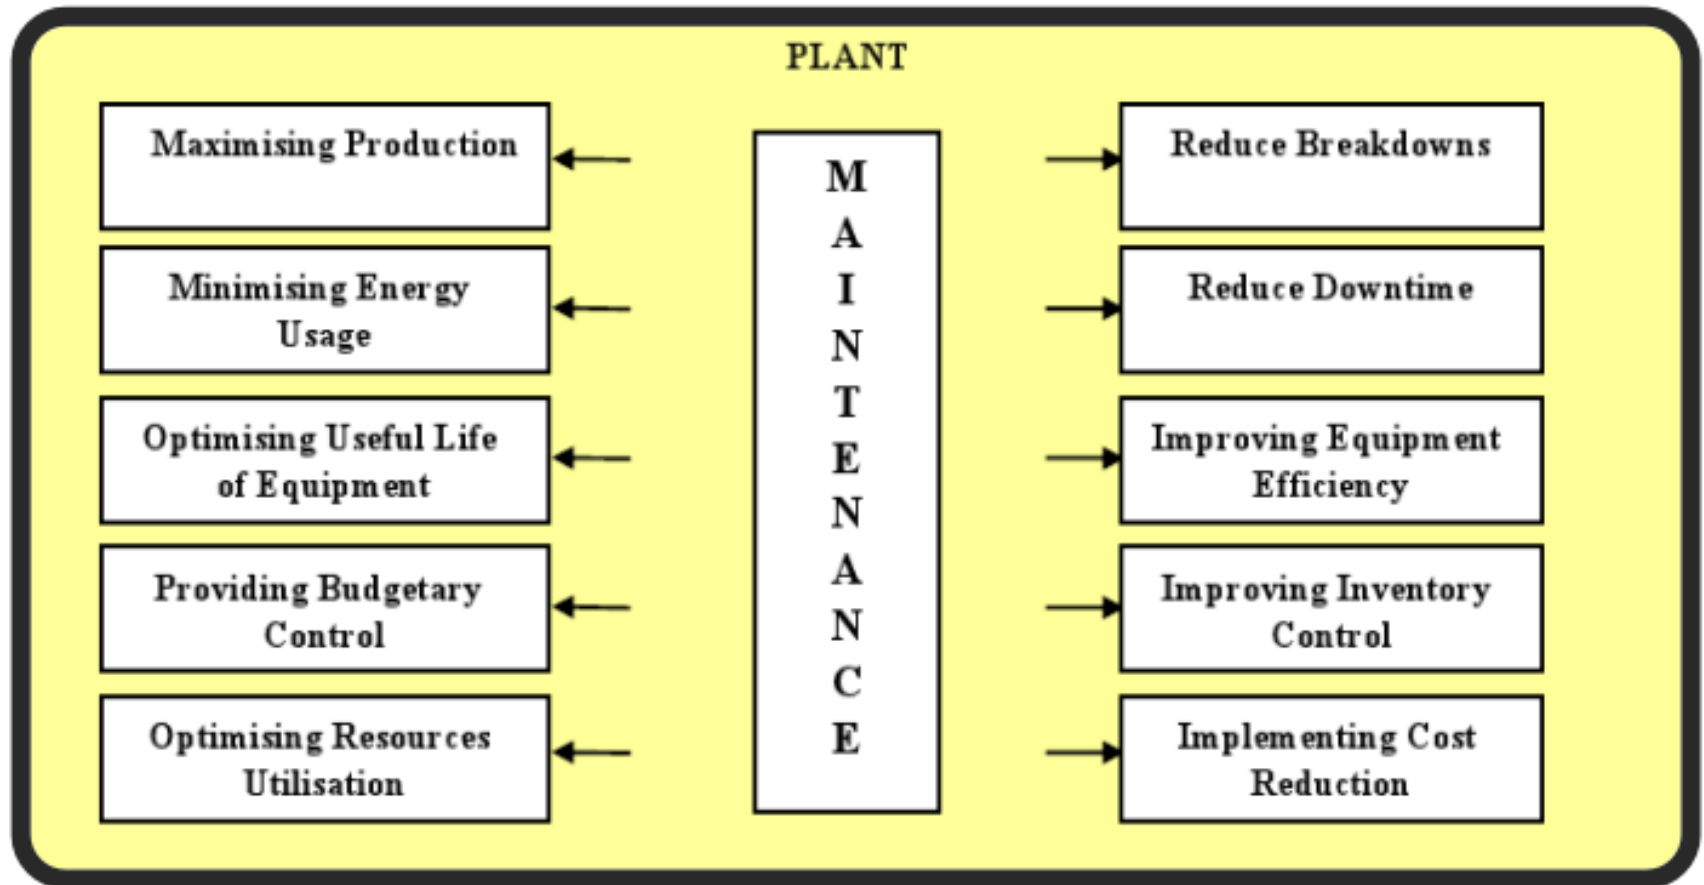 PLANT
Maximising Production
Minimising Energy
Usage
Optimising Useful Life
of Equipment
Providing Budgetary
Control
Optimising Resources
Utilisation
M
A
I
N
T
E
N
A
N
C
E
Reduce Breakdowns
Reduce Downtime
Improving Equipment
Efficiency
Improving Inventory
Control
Implementing Cost
Reduction